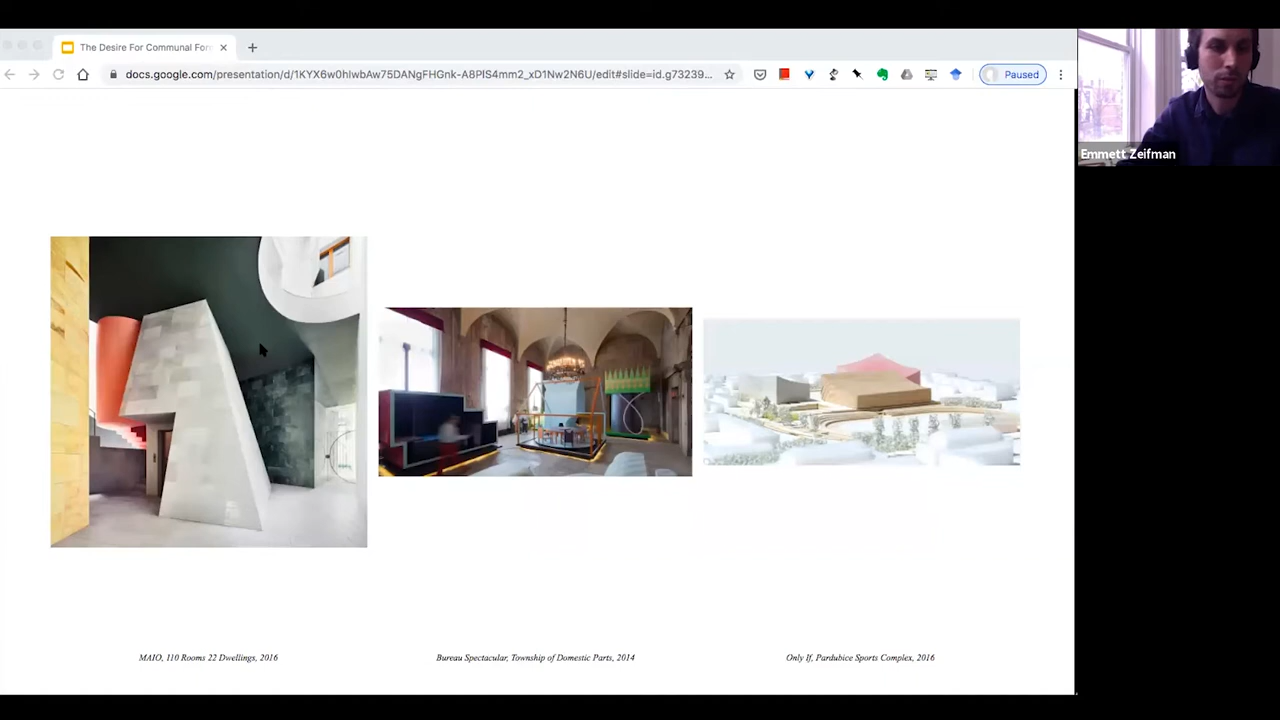 The Desire For Communal For
docs.google.com/presentation/d/1KYX6w0hIwbAw75DANgFHGnk-A8PlS4mm2_xD1Nw2N6U/edit#slide=id.g73239...
Paused
Emmett Zeifman
MAIO, 110 Rooms 22 Dwellings, 2016
Bureau Spectacular, Township of Domestic Parts, 2014
Only If, Pardubice Sports Complex, 2016